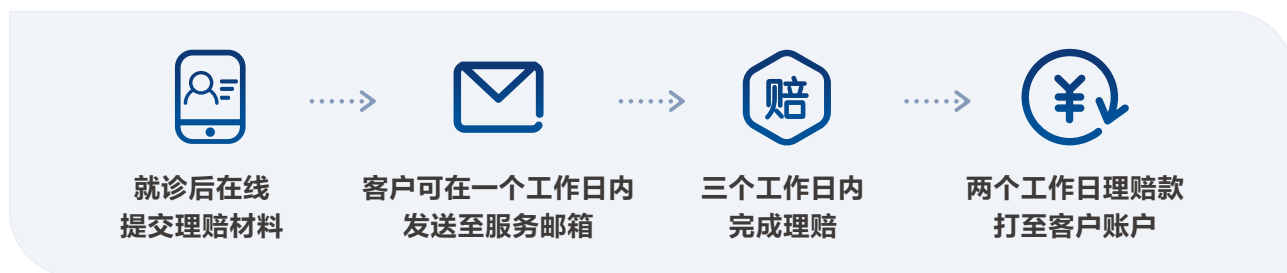 赔
就诊后在线
提交理赔材料
客户可在一个工作日内
发送至服务邮箱
三个工作日内
完成理赔
¥
两个工作日理赔款
打至客户账户